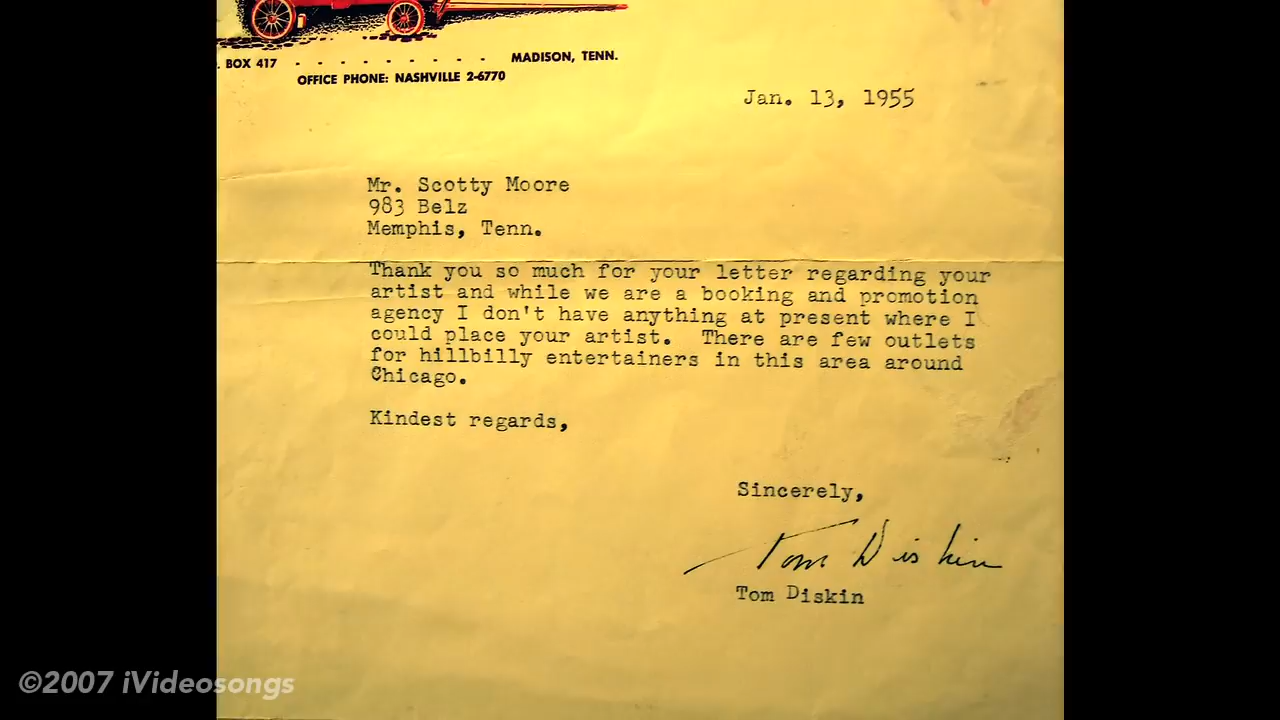 . BOX 417 - - - - - - - - - - MADISON, TENN.
OFFICE PHONE: NASHVILLE 2-6770
Jan. 13, 1955
Mr. Scotty Moore
983 Belz
Memphis, Tenn.
Thank you so much for your letter regarding your
artist and while we are a booking and promotion
agency I don't have anything at present where I
could place your artist.  There are few outlets
for hillbilly entertainers in this area around
Chicago.
Kindest regards,
Sincerely,
Tom Diskin
Tom Diskin
©2007 iVideosongs